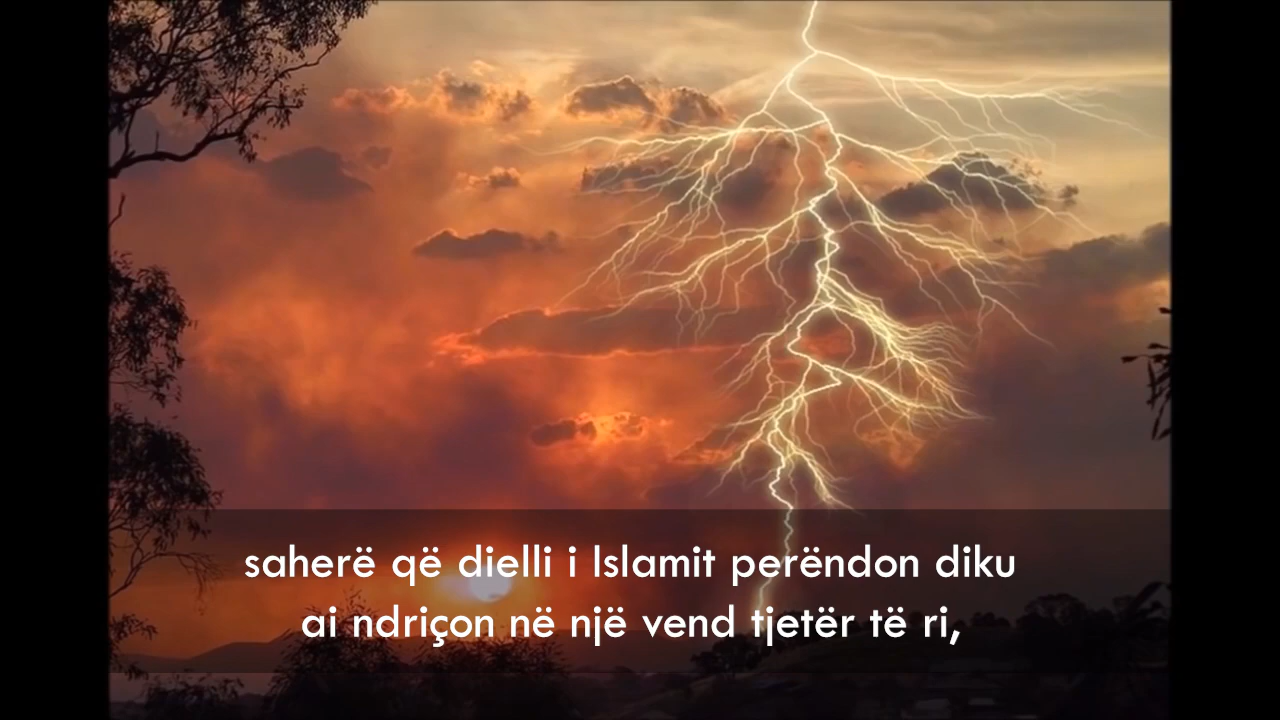 saherë që dielli i Islamit perëndon diku
ai ndriçon në një vend tjetër të ri,